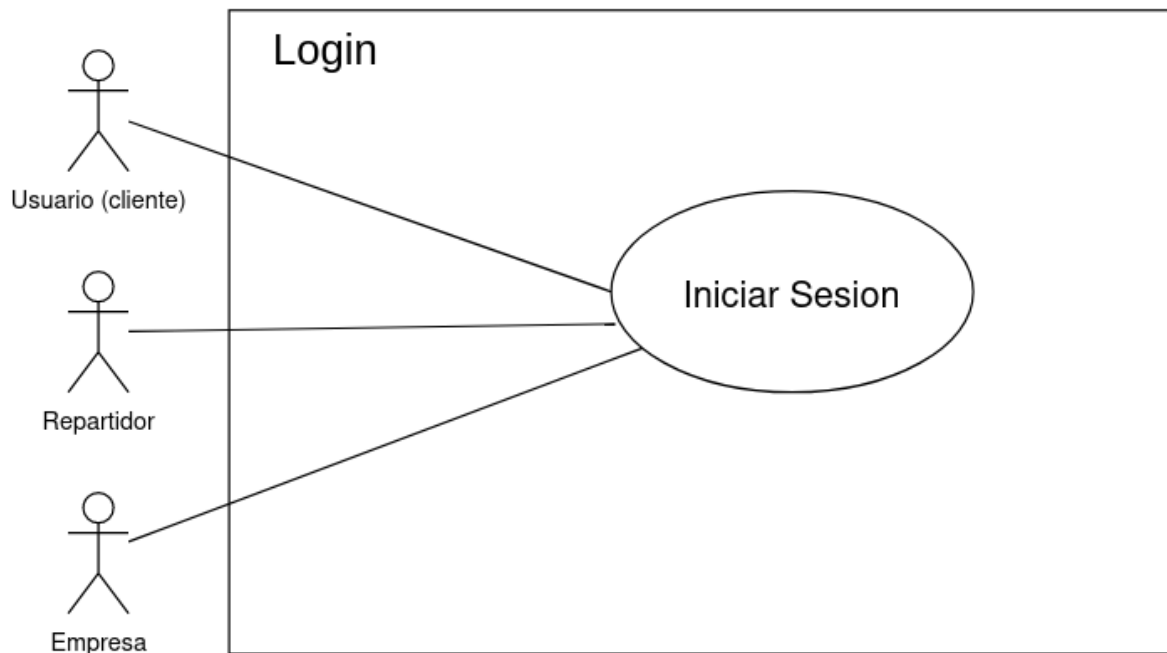 Login
Usuario (cliente)
Iniciar Sesion
Repartidor
Empresa